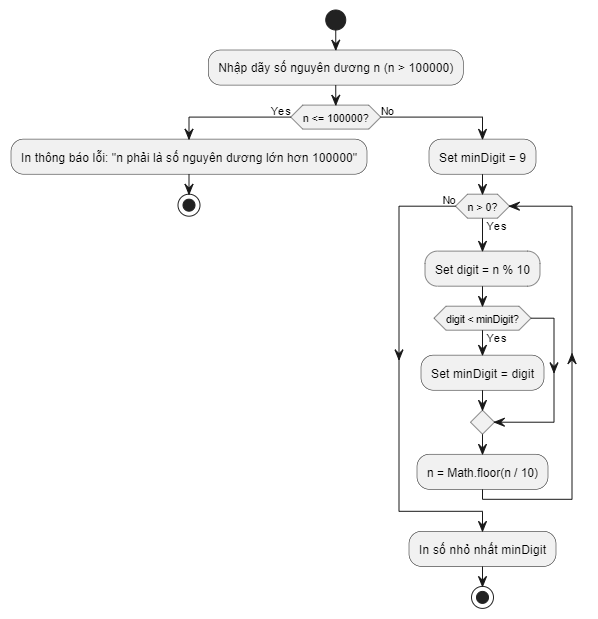 Nhập dãy số nguyên dương n (n > 100000)
Yes
n <= 100000?
No
In thông báo lỗi: "n phải là số nguyên dương lớn hơn 100000"
Set minDigit = 9
No
n > 0?
Yes
Set digit = n % 10
digit < minDigit?
Yes
Set minDigit = digit
n = Math.floor(n / 10)
In số nhỏ nhất minDigit